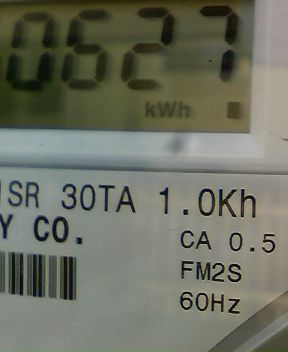 0627
kWh
SR 30TA 1.0Kh
Y CO.
CA 0.5
FM2S
60Hz